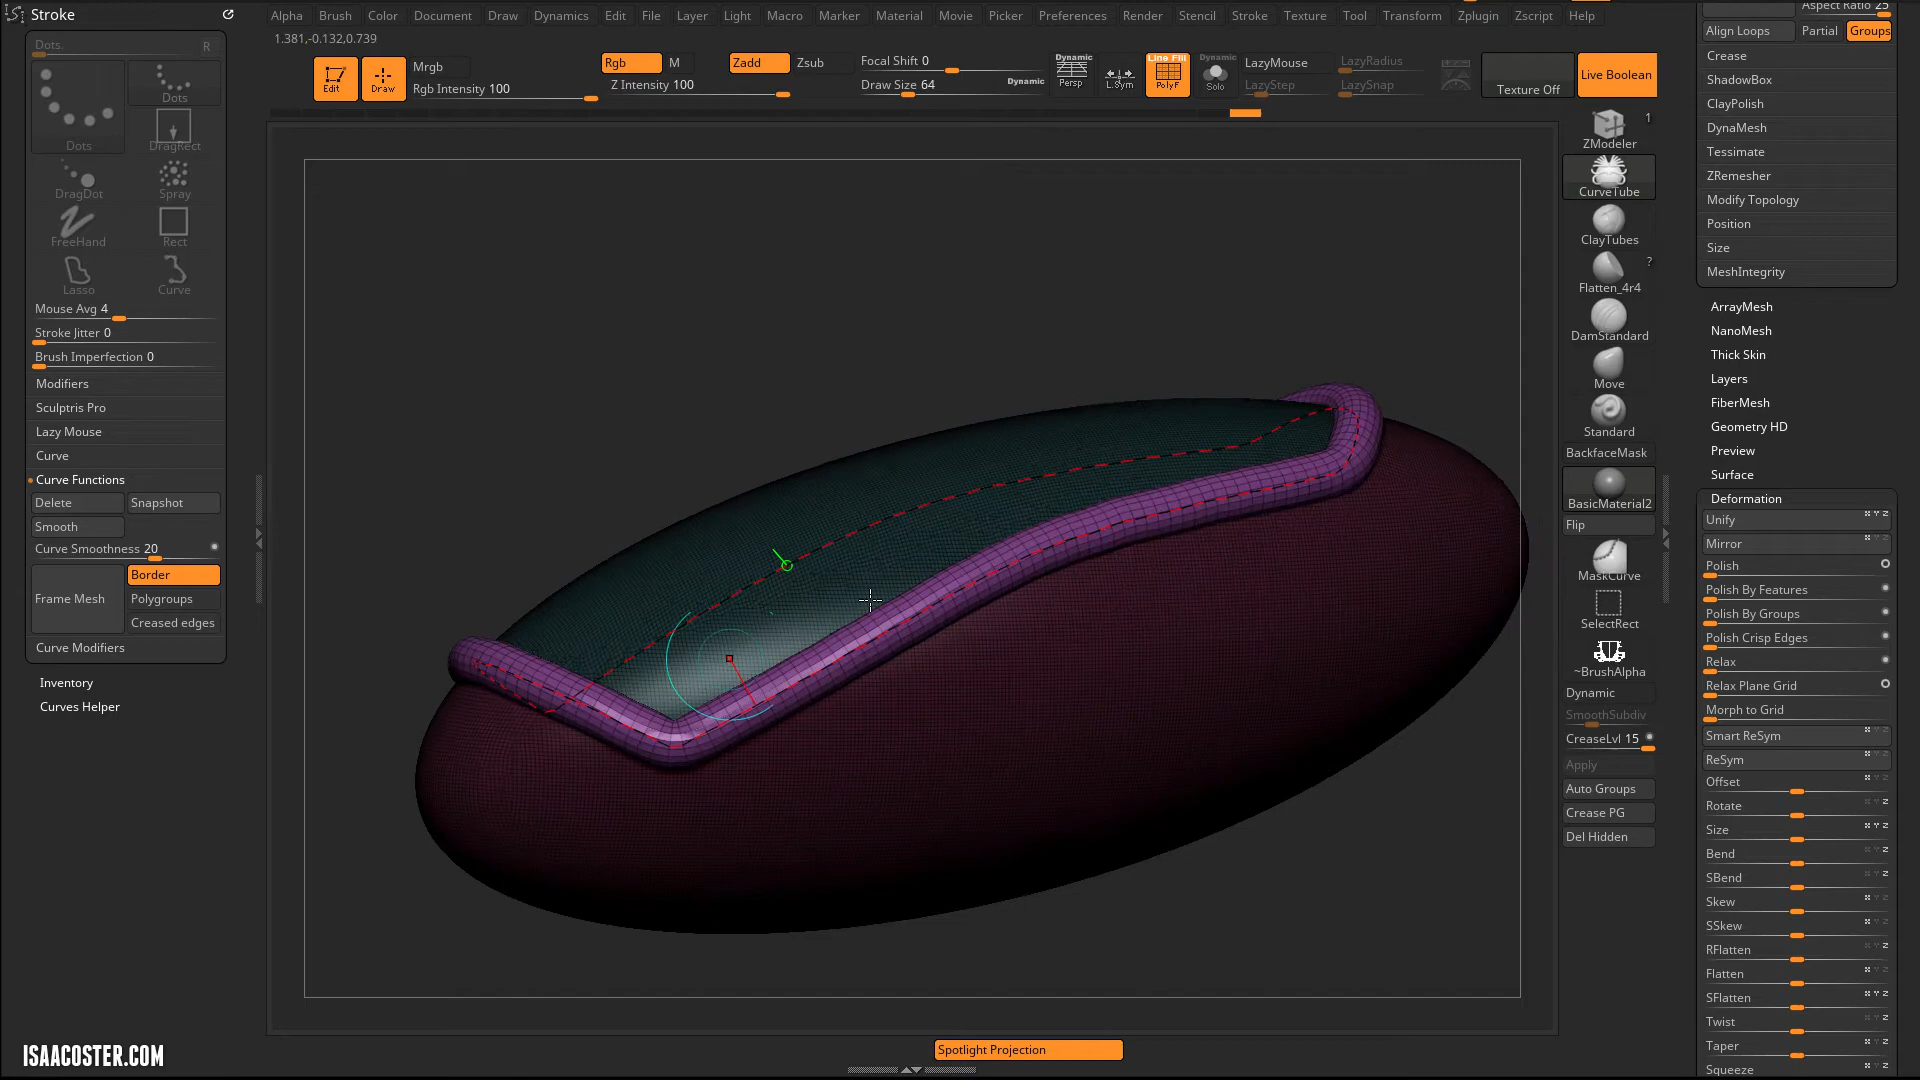 Stroke
Alpha Brush Color Document Draw Dynamics Edit File Layer Light Macro Marker Material Movie Picker Preferences Render Stencil Stroke Texture Tool Transform Zplugin Zscript Help
Aspect Ratio 25
1.381,-0.132,0.739
Dots. R
Dots
Dots
DragRect
DragDot Spray
FreeHand Rect
Lasso Curve
Mouse Avg 4
Stroke Jitter 0
Brush Imperfection 0
Modifiers
Sculptris Pro
Lazy Mouse
Curve
Curve Functions
Delete Snapshot
Smooth
Curve Smoothness 20
Border
Frame Mesh Polygroups
Creased edges
Curve Modifiers
Inventory
Curves Helper
Edit Draw
Mrgb Rgb M Zadd Zsub Focal Shift 0
Rgb Intensity 100 Z Intensity 100 Draw Size 64 Dynamic
Dynamic
Persp
L.Sym
Line Fill
PolyF
Dynamic
Solo
LazyMouse LazyRadius
LazyStep LazySnap
Texture Off
Live Boolean
ZModeler 1
CurveTube
ClayTubes
Flatten_4r4 ?
DamStandard
Move
Standard
BackfaceMask
BasicMaterial2
Flip
MaskCurve
SelectRect
~BrushAlpha
Dynamic
SmoothSubdiv
CreaseLvl 15
Apply
Auto Groups
Crease PG
Del Hidden
Align Loops Partial Groups
Crease
ShadowBox
ClayPolish
DynaMesh
Tessimate
ZRemesher
Modify Topology
Position
Size
MeshIntegrity
ArrayMesh
NanoMesh
Thick Skin
Layers
FiberMesh
Geometry HD
Preview
Surface
Deformation
Unify
Mirror
Polish
Polish By Features
Polish By Groups
Polish Crisp Edges
Relax
Relax Plane Grid
Morph to Grid
Smart ReSym
ReSym
Offset
Rotate
Size
Bend
SBend
Skew
SSkew
RFlatten
Flatten
SFlatten
Twist
Taper
Squeeze
Spotlight Projection
ISAACOSTER.COM